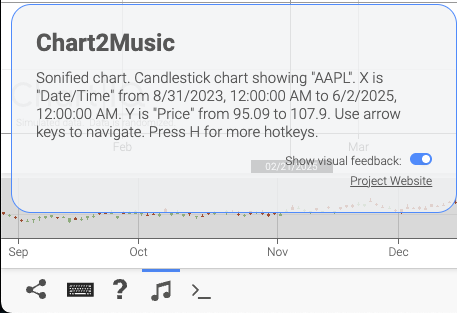 Chart2Music
Sonified chart. Candlestick chart showing "AAPL". X is
"Date/Time" from 8/31/2023, 12:00:00 AM to 6/2/2025,
12:00:00 AM. Y is "Price" from 95.09 to 107.9. Use arrow
keys to navigate. Press H for more hotkeys.
Feb
Mar
Show visual feedback:
02/21/2025
Project Website
Sep
Oct
Nov
Dec
?
>_